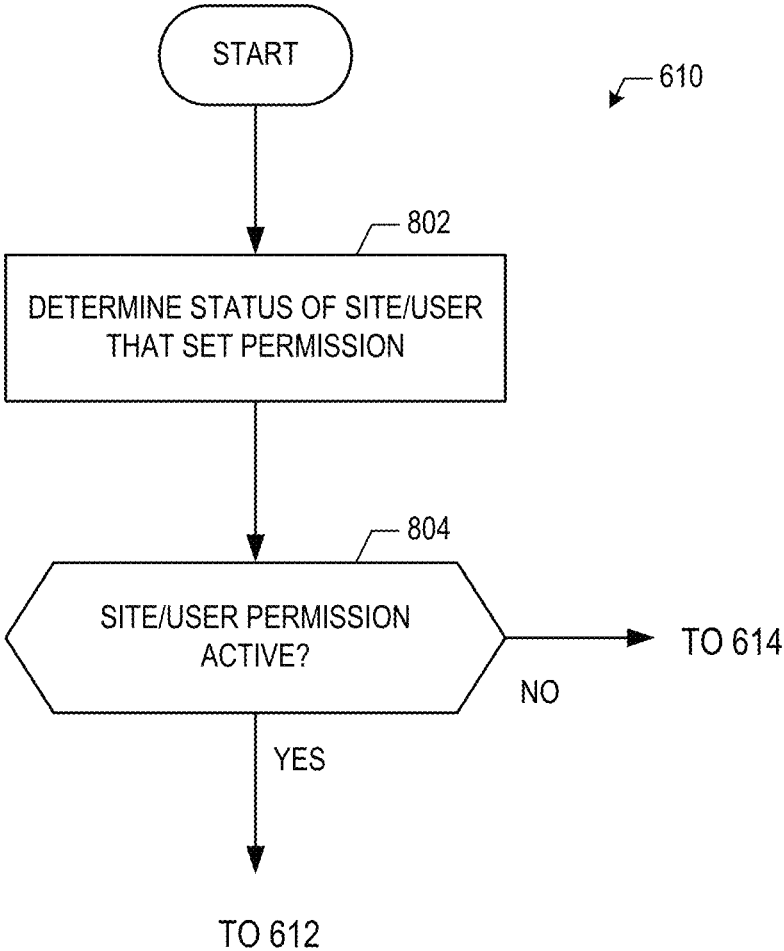 START
610
802
DETERMINE STATUS OF SITE/USER
THAT SET PERMISSION
804
SITE/USER PERMISSION
ACTIVE?
TO 614
NO
YES
TO 612